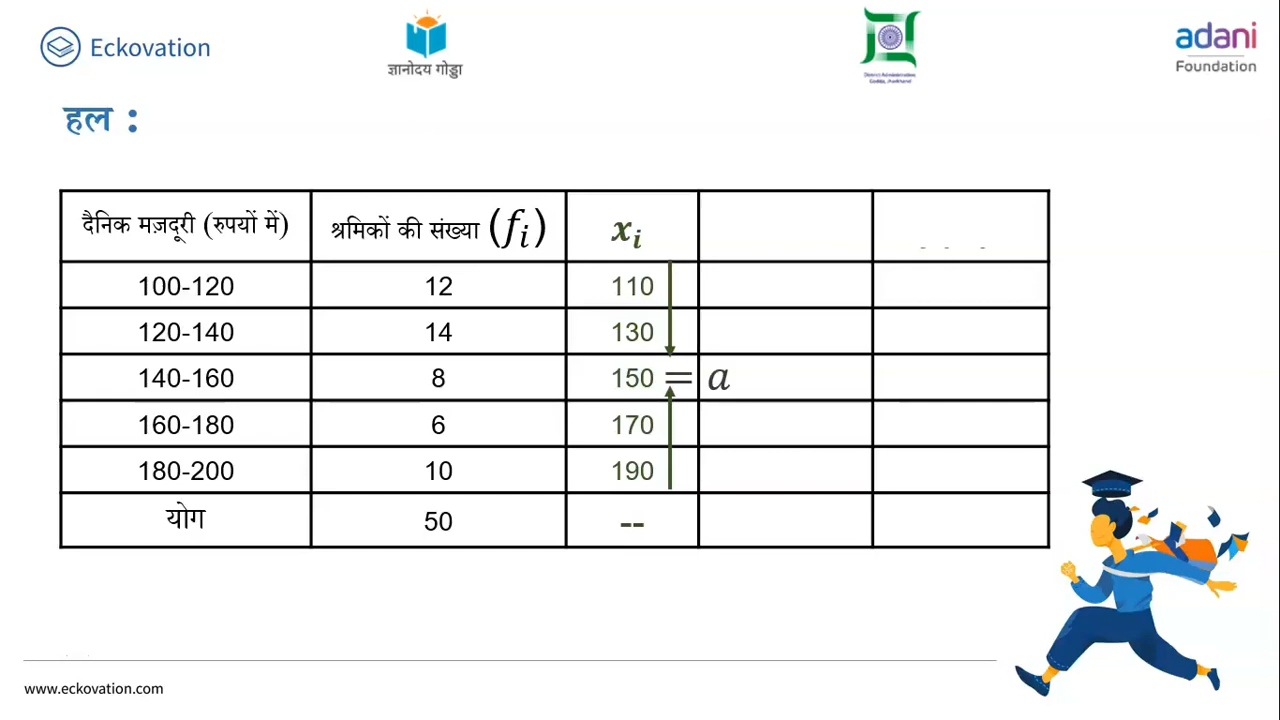 Eckovation
ज्ञानोदय गोड्डा
adani
Foundation
हल :
दैनिक मज़दूरी (रुपयों में) श्रमिकों की संख्या (fᵢ) xᵢ
100-120 12 110
120-140 14 130
140-160 8 150 = a
160-180 6 170
180-200 10 190
योग 50 --
www.eckovation.com